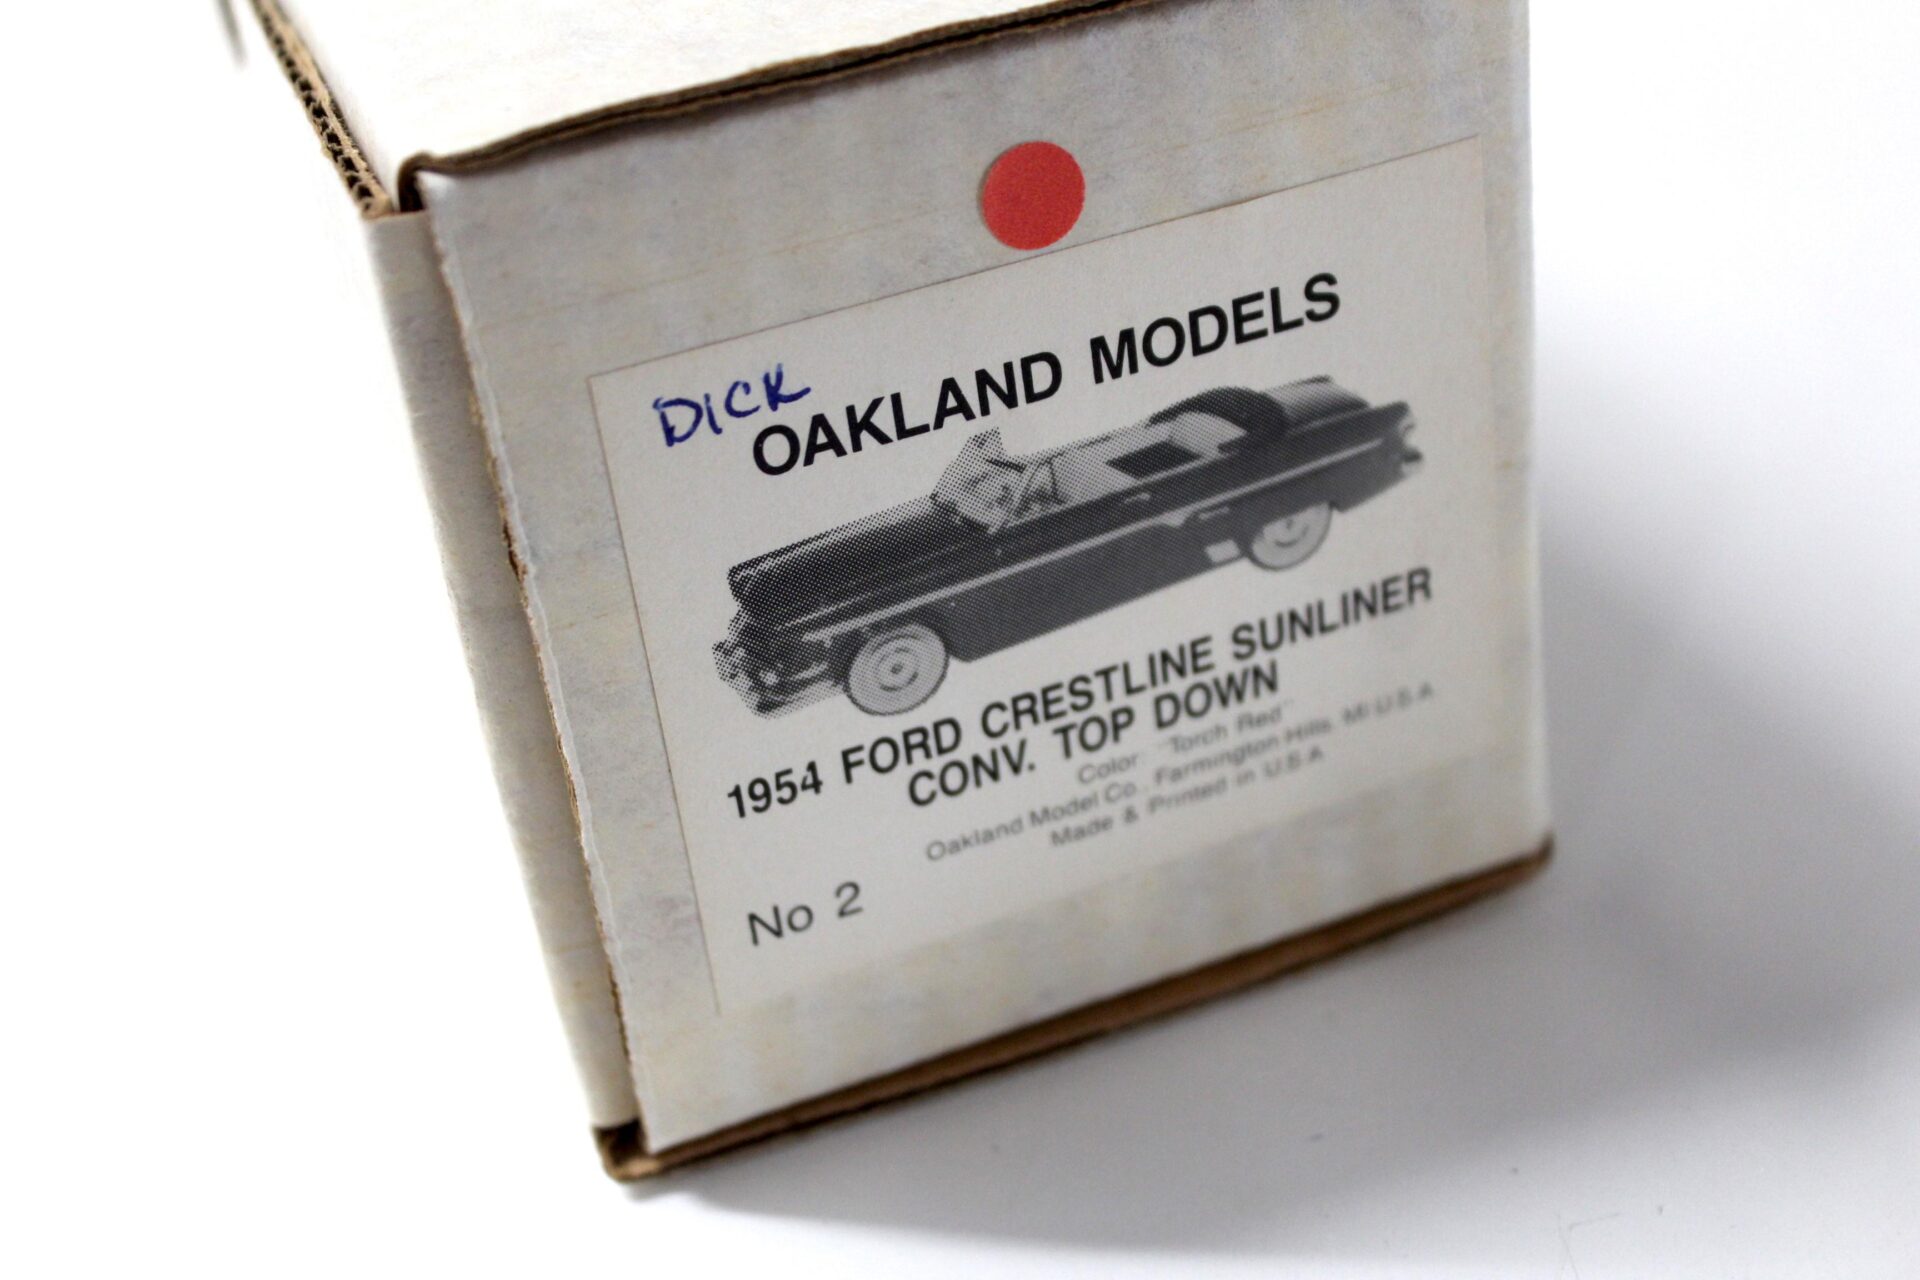 DICK
OAKLAND MODELS
1954 FORD CRESTLINE SUNLINER
CONV. TOP DOWN
Color "Torch Red"
Oakland Model Co., Farmington Hills, MI U.S.A
Made & Printed in U.S.A
No 2